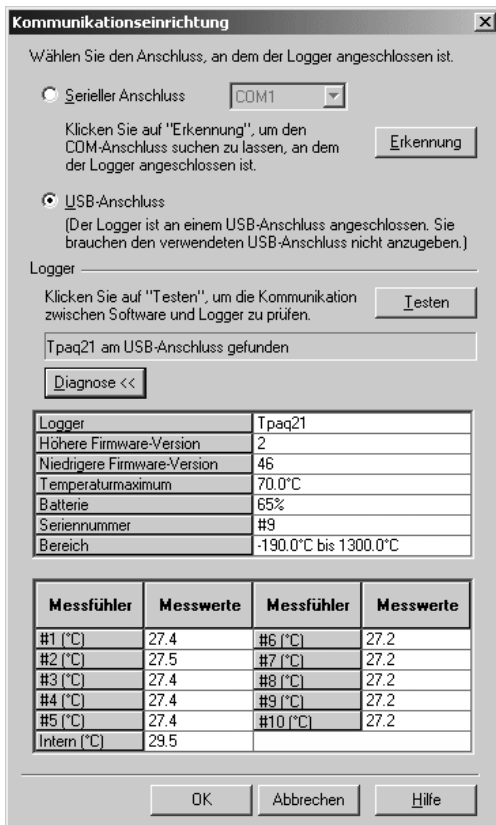 Kommunikationseinrichtung
Wählen Sie den Anschluss, an dem der Logger angeschlossen ist.
Serieller Anschluss COM1
Klicken Sie auf "Erkennung", um den
COM-Anschluss suchen zu lassen, an dem
der Logger angeschlossen ist.
Erkennung
USB-Anschluss
(Der Logger ist an einem USB-Anschluss angeschlossen. Sie
brauchen den verwendeten USB-Anschluss nicht anzugeben.)
Logger
Klicken Sie auf "Testen", um die Kommunikation
zwischen Software und Logger zu prüfen.
Testen
Tpaq21 am USB-Anschluss gefunden
Diagnose <<
Logger Tpaq21
Höhere Firmware-Version 2
Niedrigere Firmware-Version 46
Temperaturmaximum 70.0°C
Batterie 65%
Seriennummer #9
Bereich -190.0°C bis 1300.0°C
Messfühler Messwerte Messfühler Messwerte
#1 (°C) 27.4 #6 (°C) 27.2
#2 (°C) 27.5 #7 (°C) 27.2
#3 (°C) 27.4 #8 (°C) 27.2
#4 (°C) 27.4 #9 (°C) 27.2
#5 (°C) 27.4 #10 (°C) 27.2
Intern (°C) 29.5
OK Abbrechen Hilfe